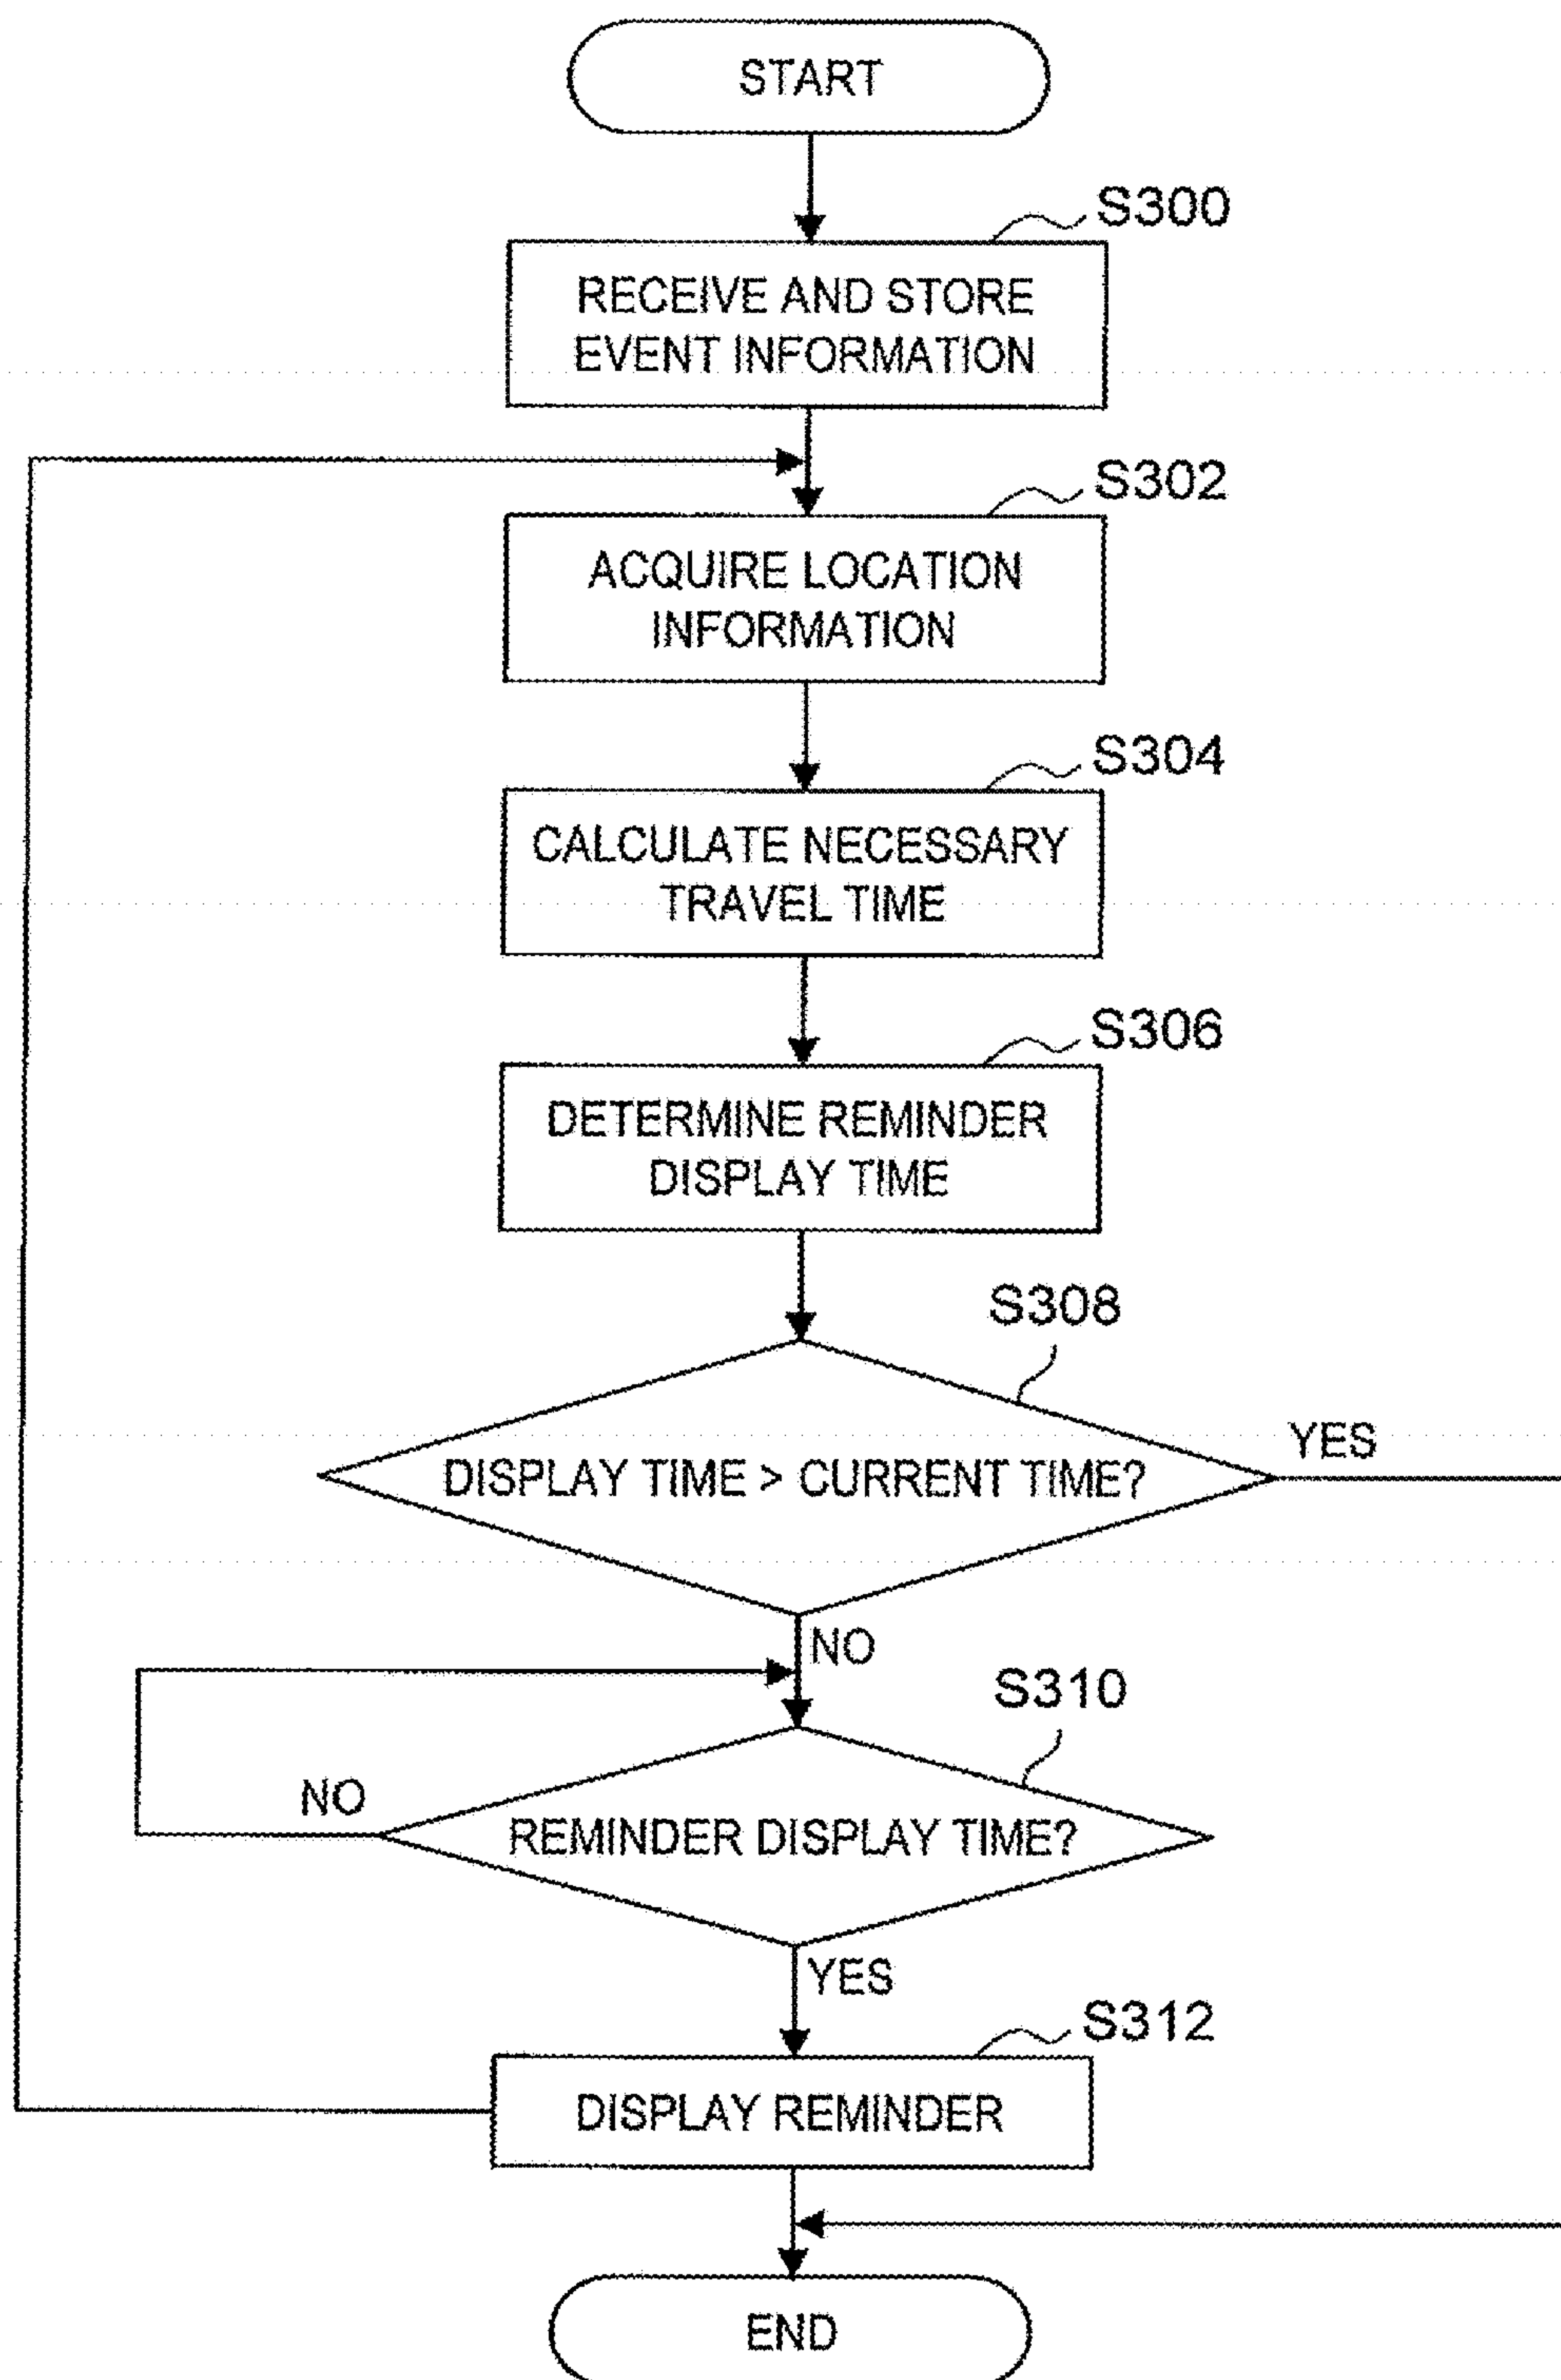 START
S300
RECEIVE AND STORE
EVENT INFORMATION
S302
ACQUIRE LOCATION
INFORMATION
S304
CALCULATE NECESSARY
TRAVEL TIME
S306
DETERMINE REMINDER
DISPLAY TIME
S308
YES
DISPLAY TIME > CURRENT TIME?
NO
S310
NO
REMINDER DISPLAY TIME?
YES
S312
DISPLAY REMINDER
END